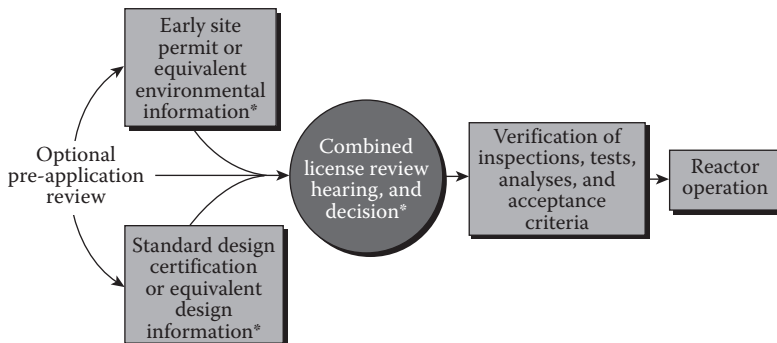 Early site
permit or
equivalent
environmental
information*
Optional
pre-application
review
Standard design
certification
or equivalent
design
information*
Combined
license review
hearing, and
decision*
Verification of
inspections, tests,
analyses, and
acceptance
criteria
Reactor
operation